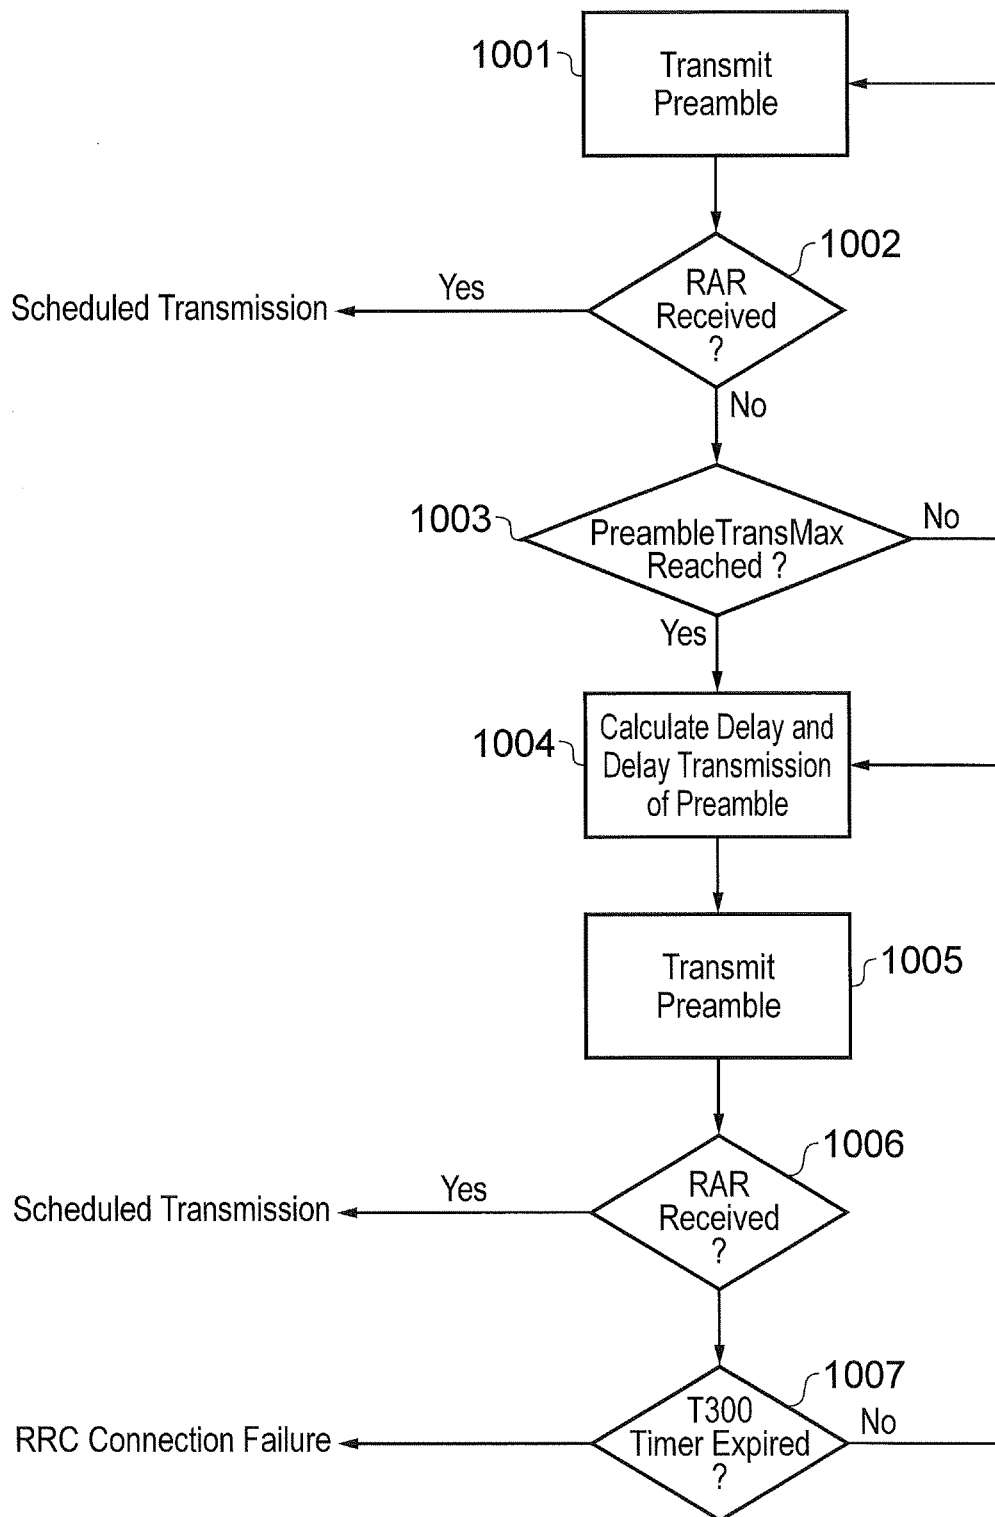 1001
Transmit
Preamble
1002
RAR
Received
?
Yes
Scheduled Transmission
No
1003
PreambleTransMax
Reached ?
No
Yes
1004
Calculate Delay and
Delay Transmission
of Preamble
Transmit
Preamble
1005
1006
RAR
Received
?
Yes
Scheduled Transmission
1007
T300
Timer Expired
?
No
RRC Connection Failure